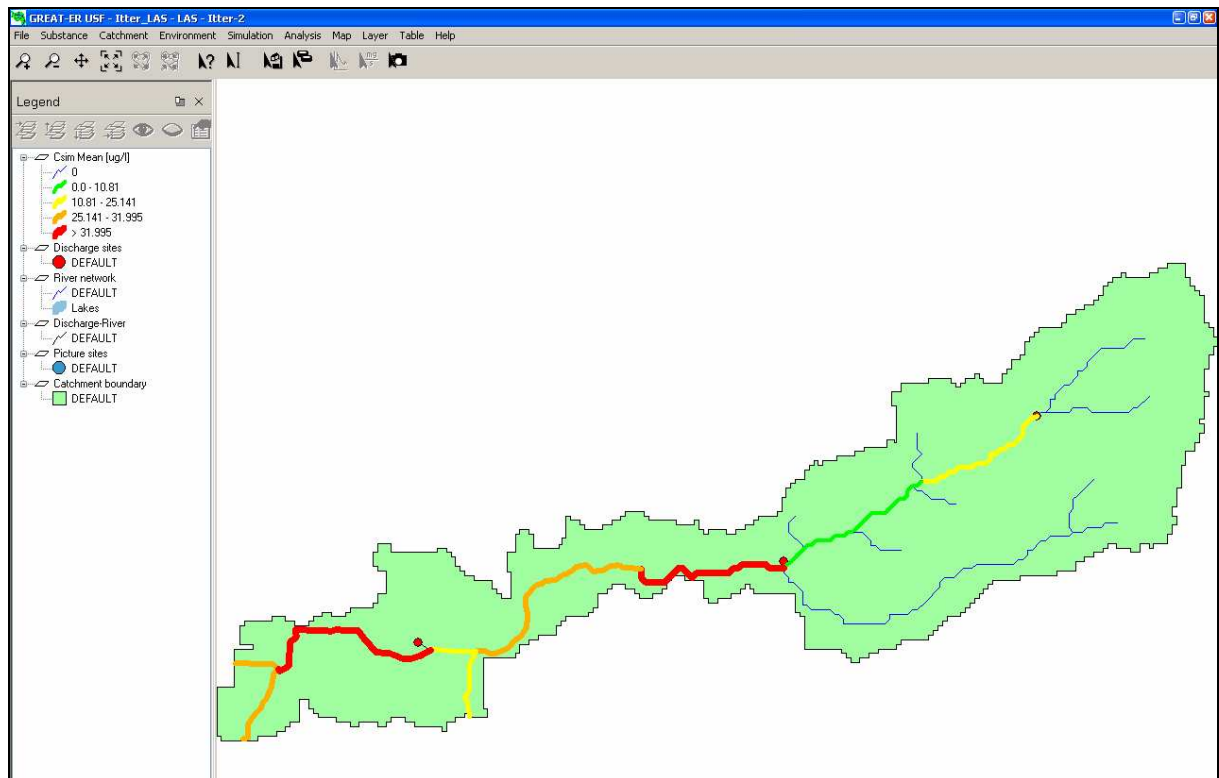 GREAT-ER USF - Itter_LAS - LAS - Itter-2
File Substance Catchment Environment Simulation Analysis Map Layer Table Help
Legend
Csim Mean [ug/l]
0
0.0 - 10.81
10.81 - 25.141
25.141 - 31.995
> 31.995
Discharge sites
DEFAULT
River network
DEFAULT
Lakes
Discharge-River
DEFAULT
Picture sites
DEFAULT
Catchment boundary
DEFAULT